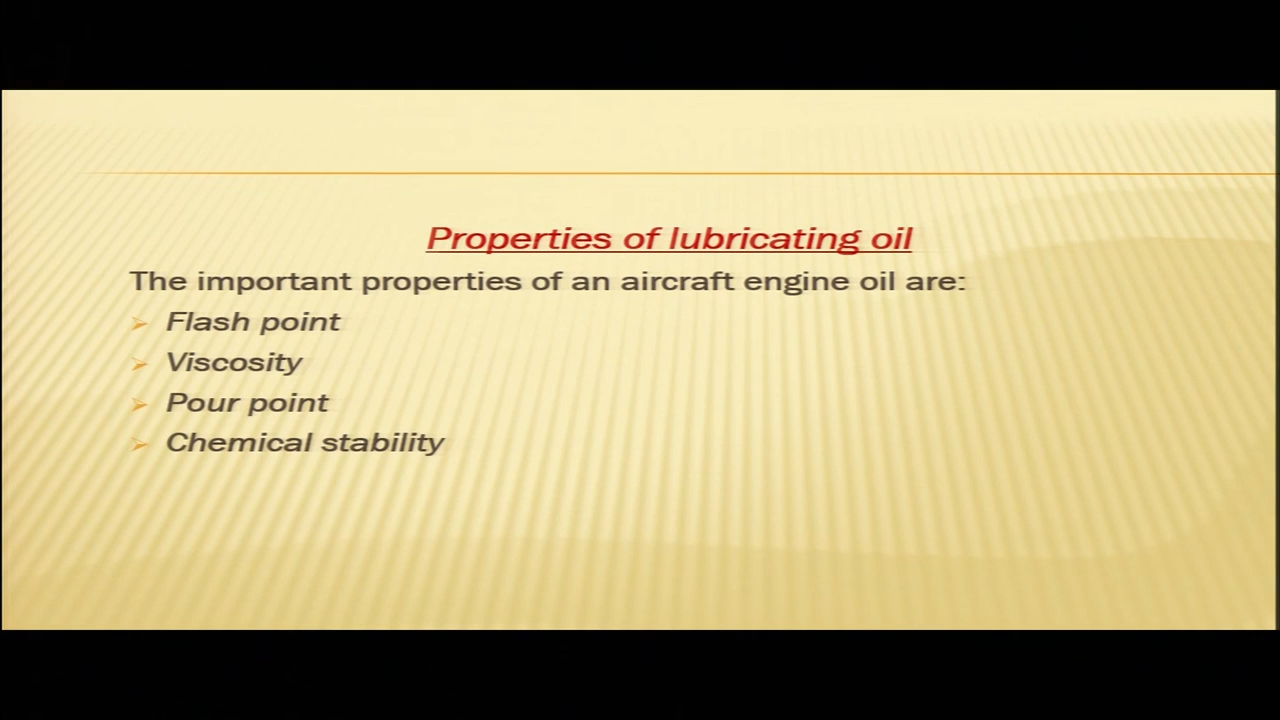 Properties of lubricating oil
The important properties of an aircraft engine oil are:
➢ Flash point
➢ Viscosity
➢ Pour point
➢ Chemical stability